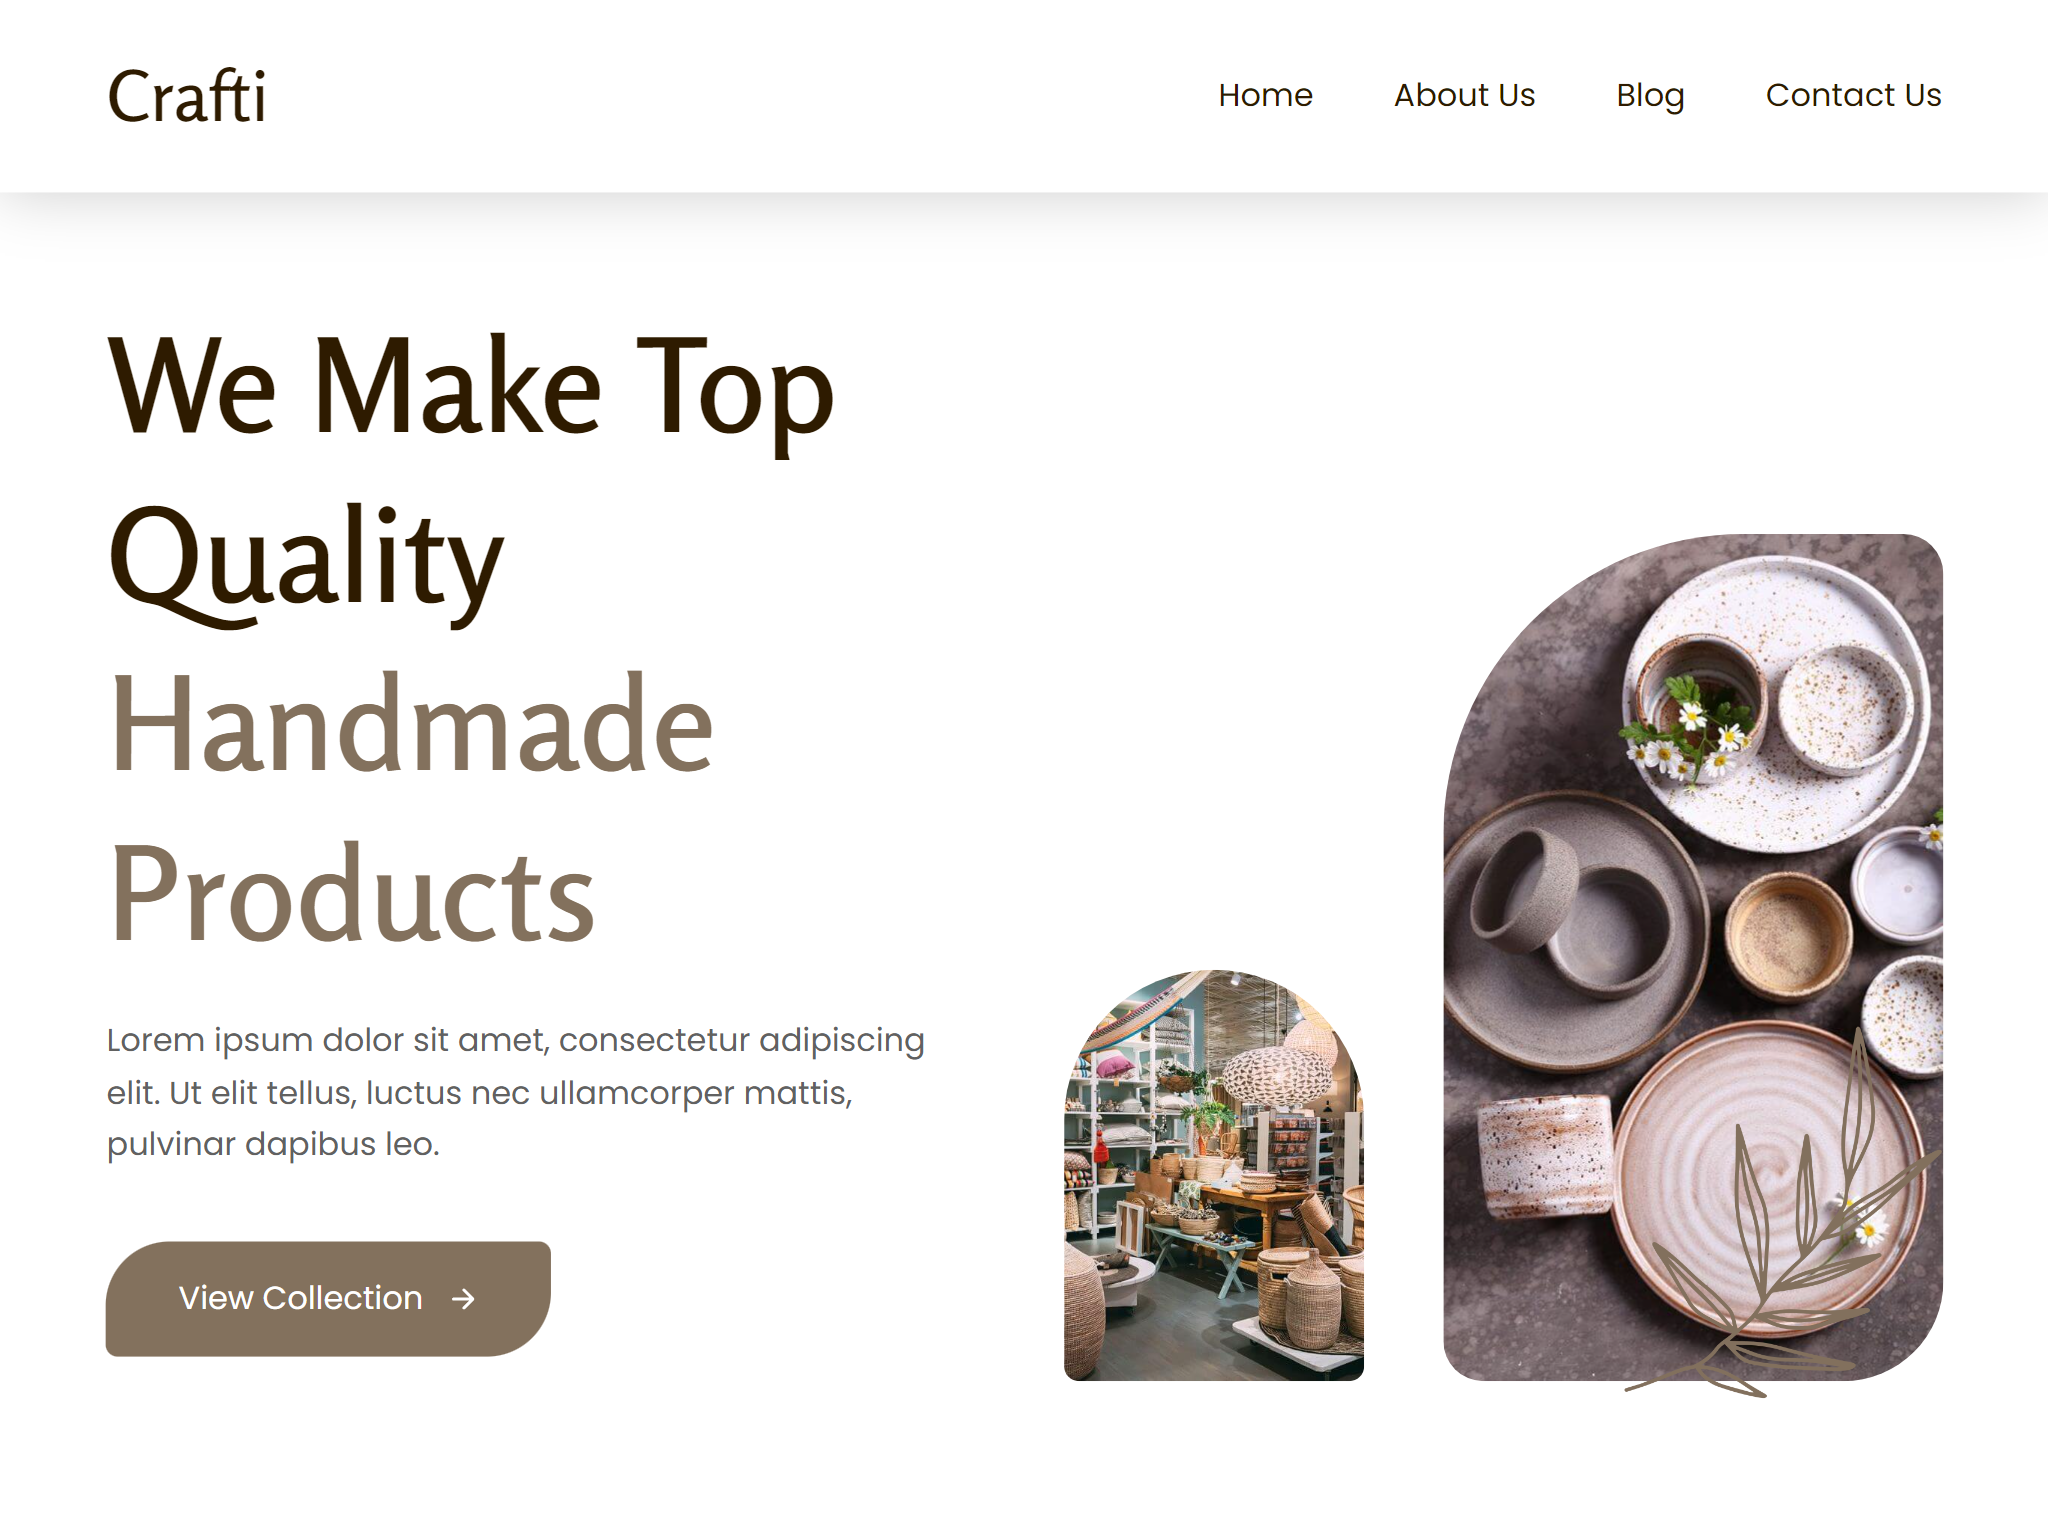 Crafti
Home About Us Blog Contact Us
We Make Top
Quality
Handmade
Products
Lorem ipsum dolor sit amet, consectetur adipiscing
elit. Ut elit tellus, luctus nec ullamcorper mattis,
pulvinar dapibus leo.
View Collection →